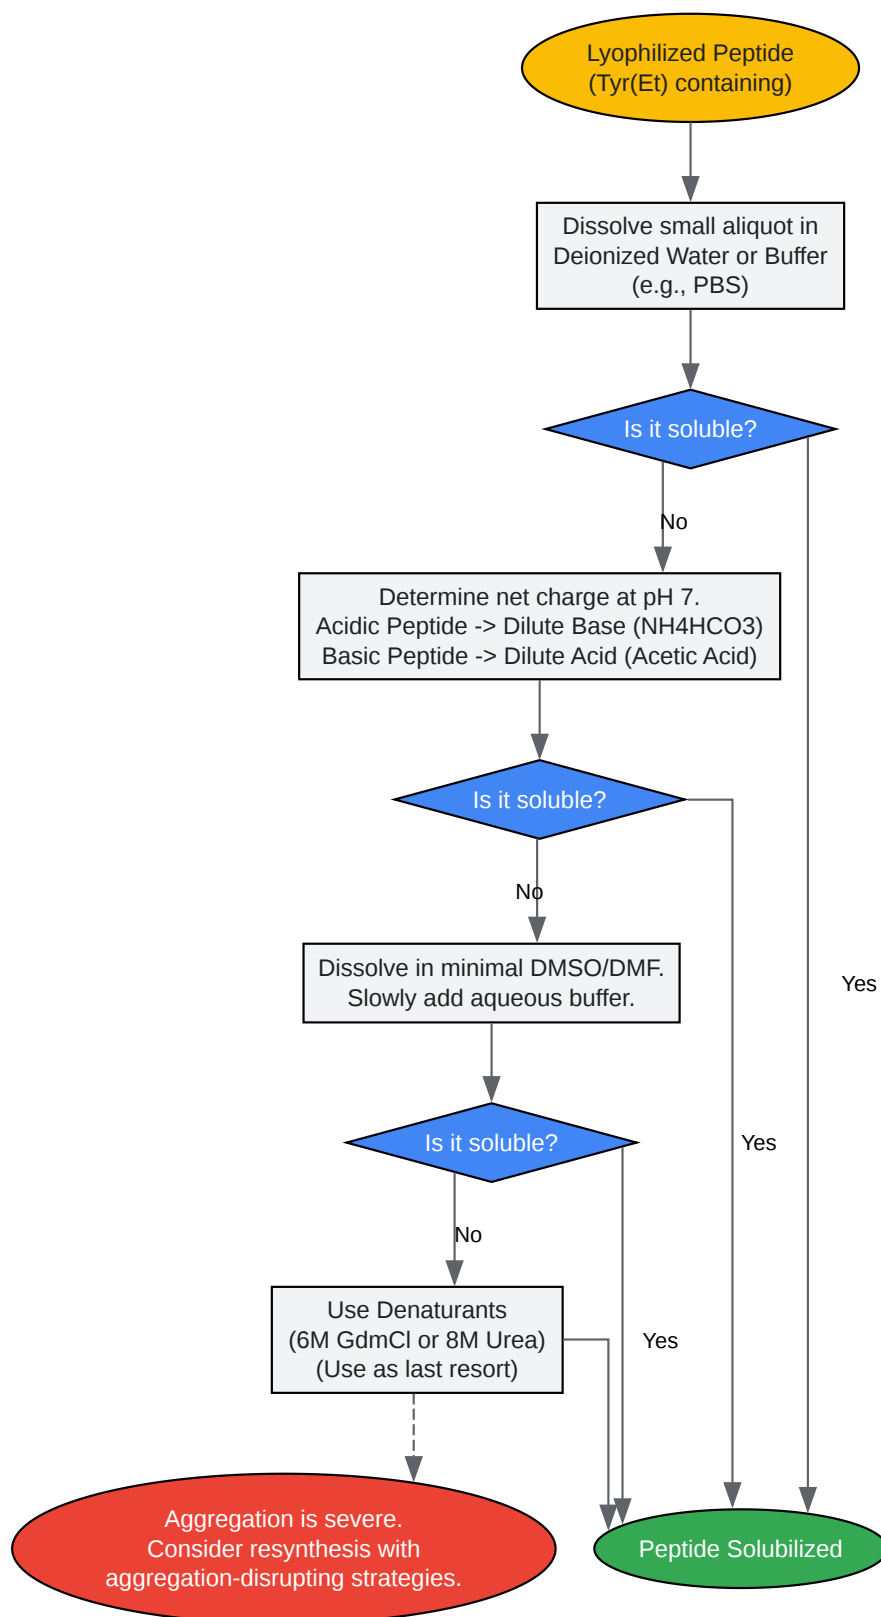 Lyophilized Peptide
(Tyr(Et) containing)
Dissolve small aliquot in
Deionized Water or Buffer
(e.g., PBS)
Is it soluble?
No
Determine net charge at pH 7.
Acidic Peptide -> Dilute Base (NH4HCO3)
Basic Peptide -> Dilute Acid (Acetic Acid)
Is it soluble?
No
Dissolve in minimal DMSO/DMF.
Slowly add aqueous buffer.
Yes
Is it soluble?
Yes
No
Use Denaturants
(6M GdmCl or 8M Urea)
(Use as last resort)
Yes
Aggregation is severe.
Consider resynthesis with
aggregation-disrupting strategies.
Peptide Solubilized